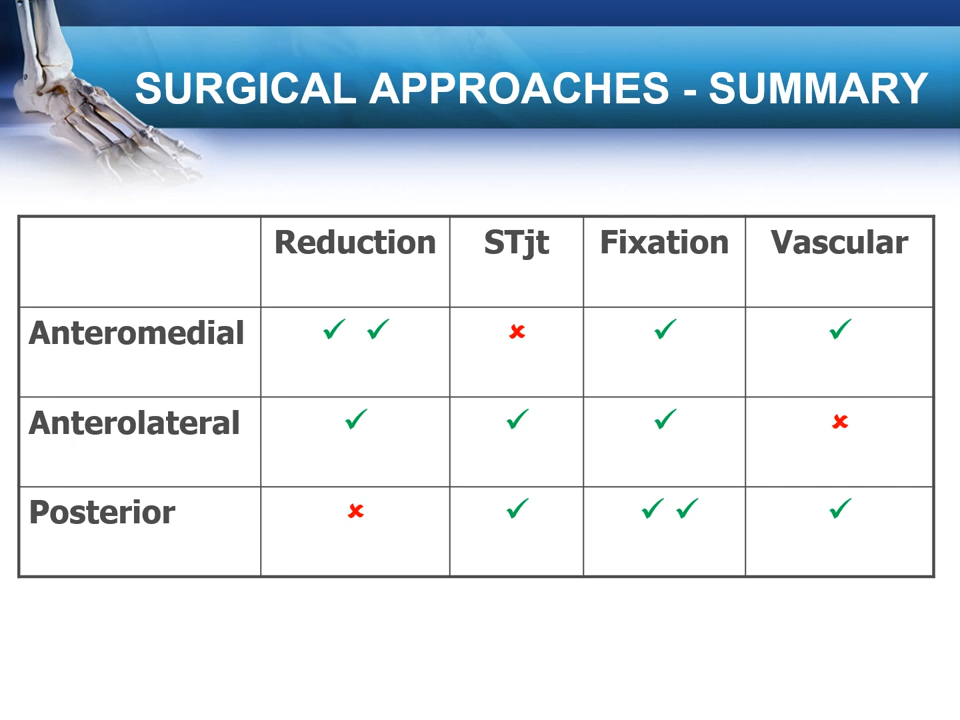 SURGICAL APPROACHES - SUMMARY
Reduction STjt Fixation Vascular
Anteromedial ✓ ✓ ✗ ✓ ✓
Anterolateral ✓ ✓ ✓ ✗
Posterior ✗ ✓ ✓ ✓ ✓